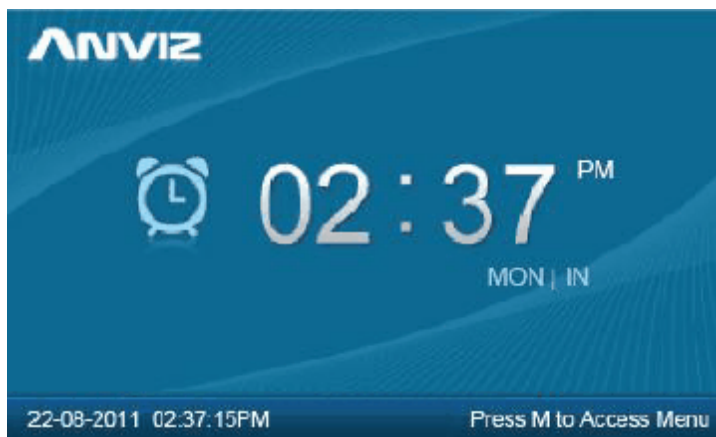 ANVIZ
02:37 PM
MON | IN
22-08-2011 02:37:15PM
Press M to Access Menu